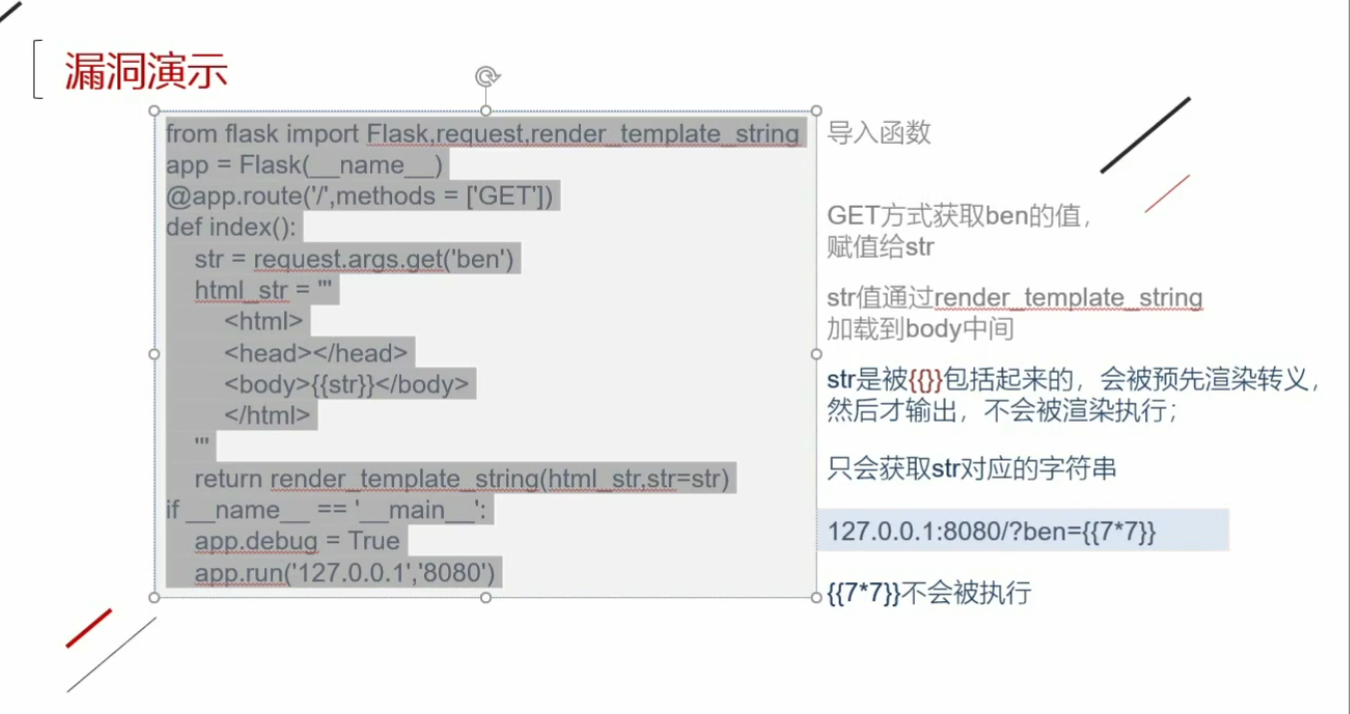 漏洞演示
from flask import Flask,request,render_template_string
app = Flask(__name__)
@app.route('/',methods = ['GET'])
def index():
str = request.args.get('ben')
html_str = '''
<html>
<head></head>
<body>{{str}}</body>
</html>
'''
return render_template_string(html_str,str=str)
if __name__ == '__main__':
app.debug = True
app.run('127.0.0.1','8080')
导入函数
GET方式获取ben的值，
赋值给str
str值通过render_template_string
加载到body中间
str是被{{}}包括起来的，会被预先渲染转义，
然后才输出，不会被渲染执行；
只会获取str对应的字符串
127.0.0.1:8080/?ben={{7*7}}
{{7*7}}不会被执行